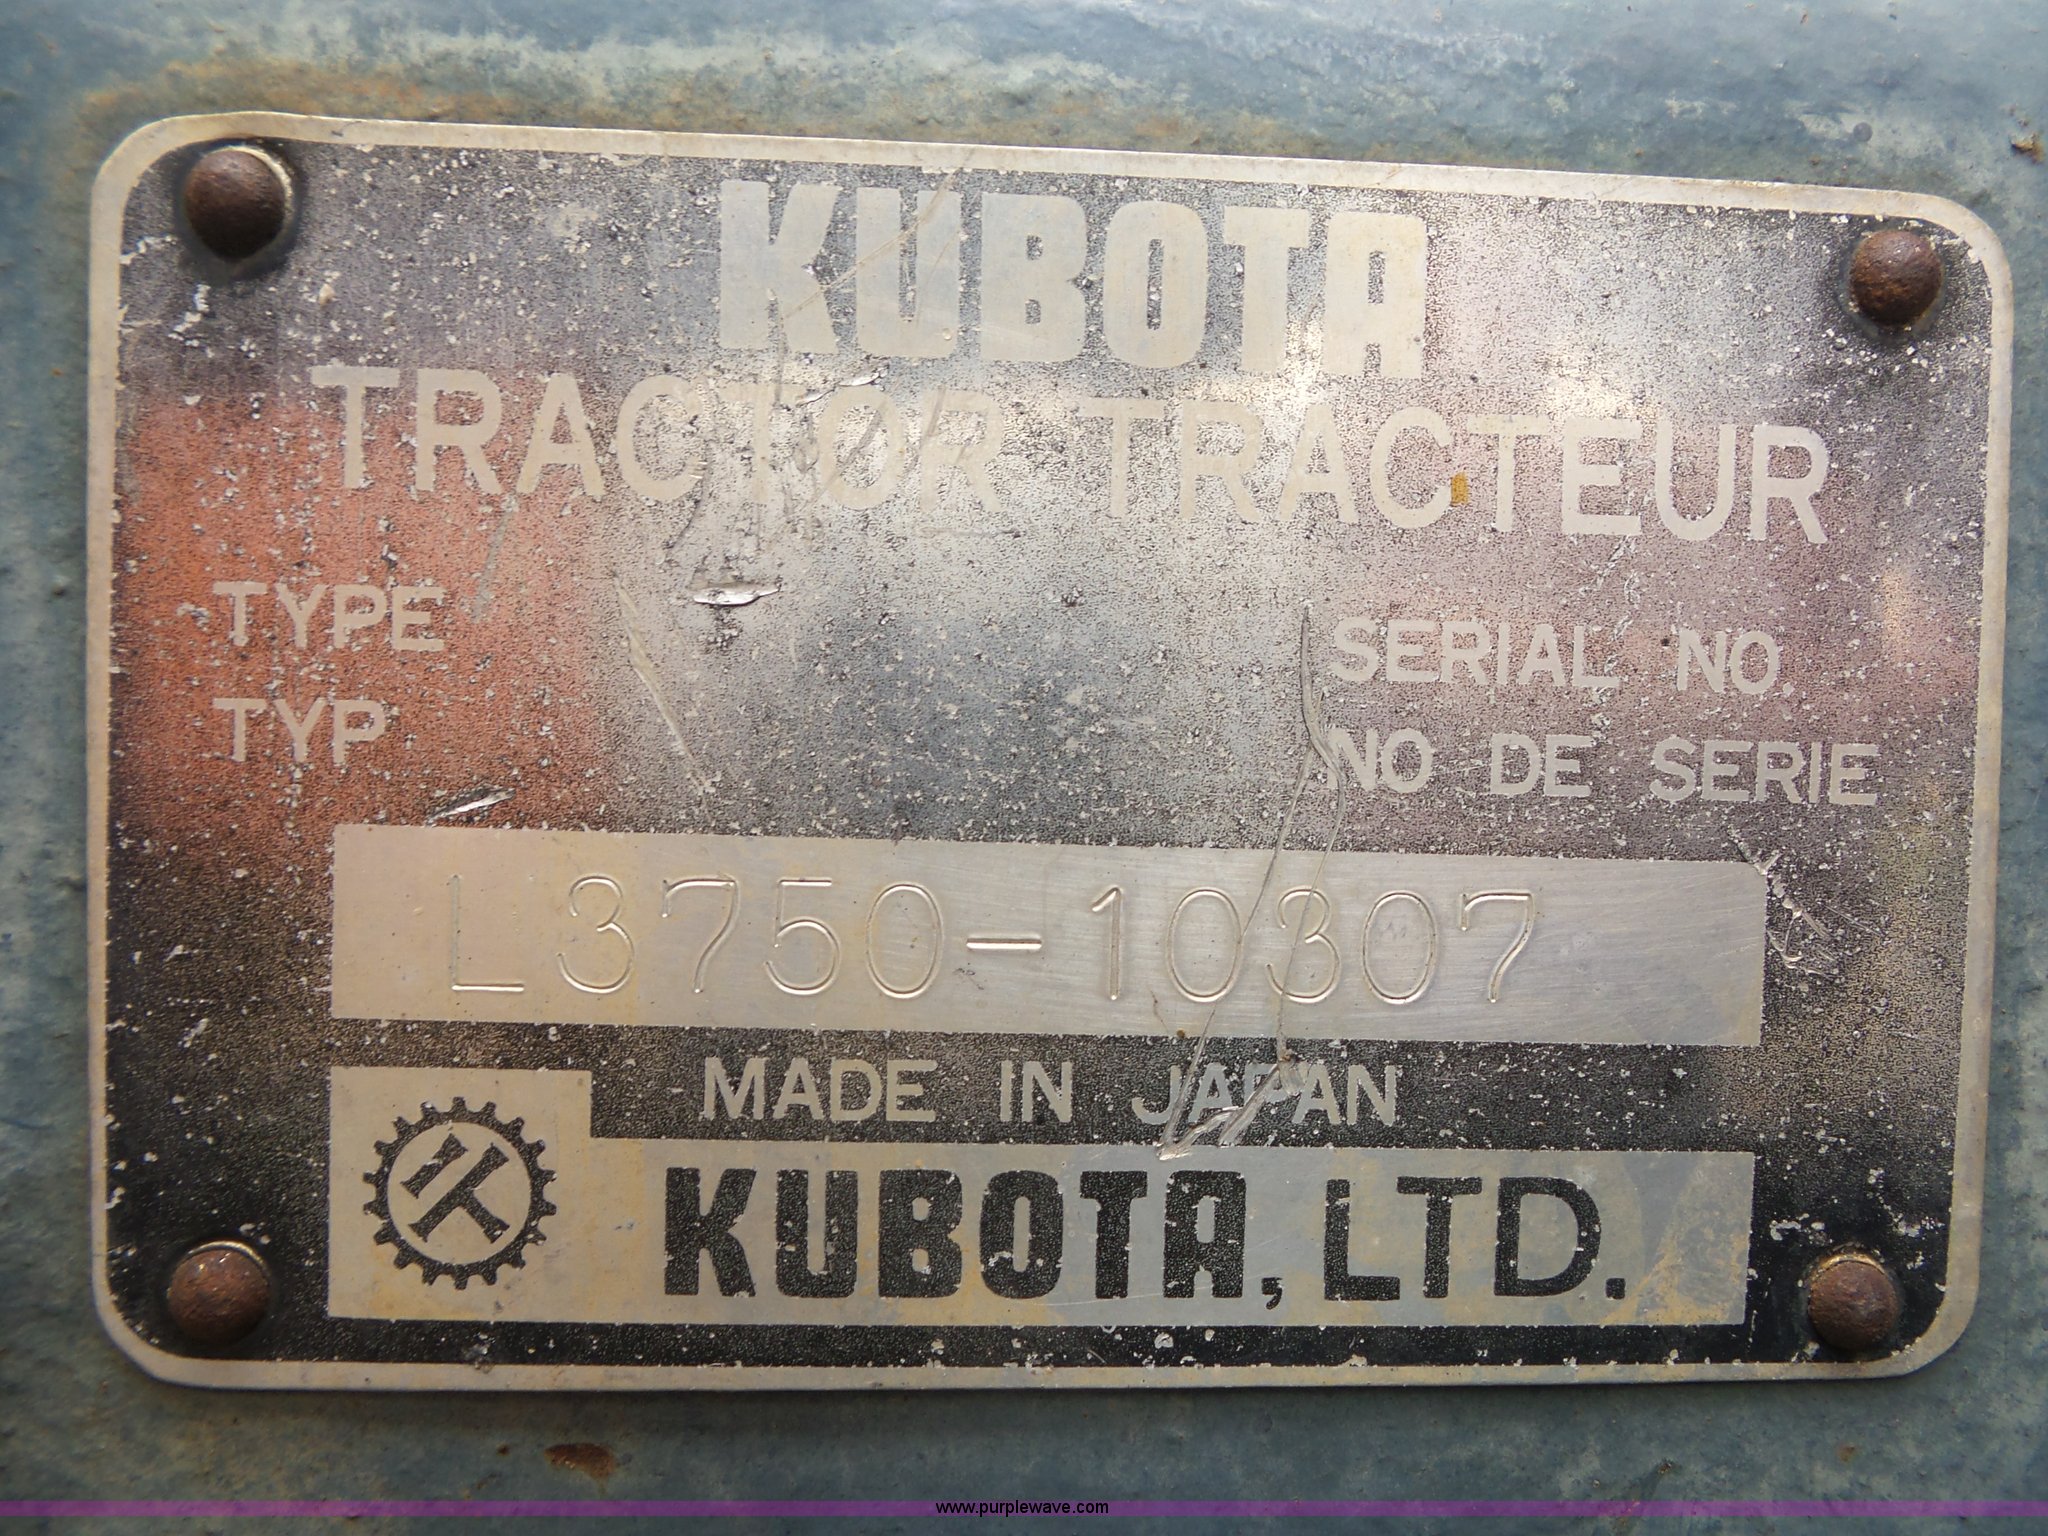 KUBOTA
TRACTOR TRACTEUR
TYPE
TYP
SERIAL NO.
NO DE SERIE
L3750-10307
MADE IN JAPAN
KUBOTA, LTD.
www.purplewave.com